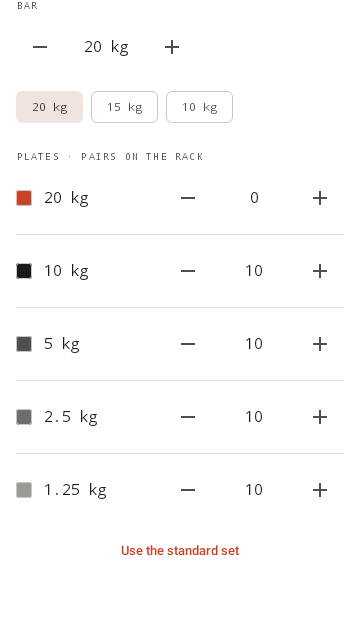 BAR
20 kg
20 kg 15 kg 10 kg
PLATES · PAIRS ON THE RACK
20 kg − 0 +
10 kg − 10 +
5 kg − 10 +
2.5 kg − 10 +
1.25 kg − 10 +
Use the standard set